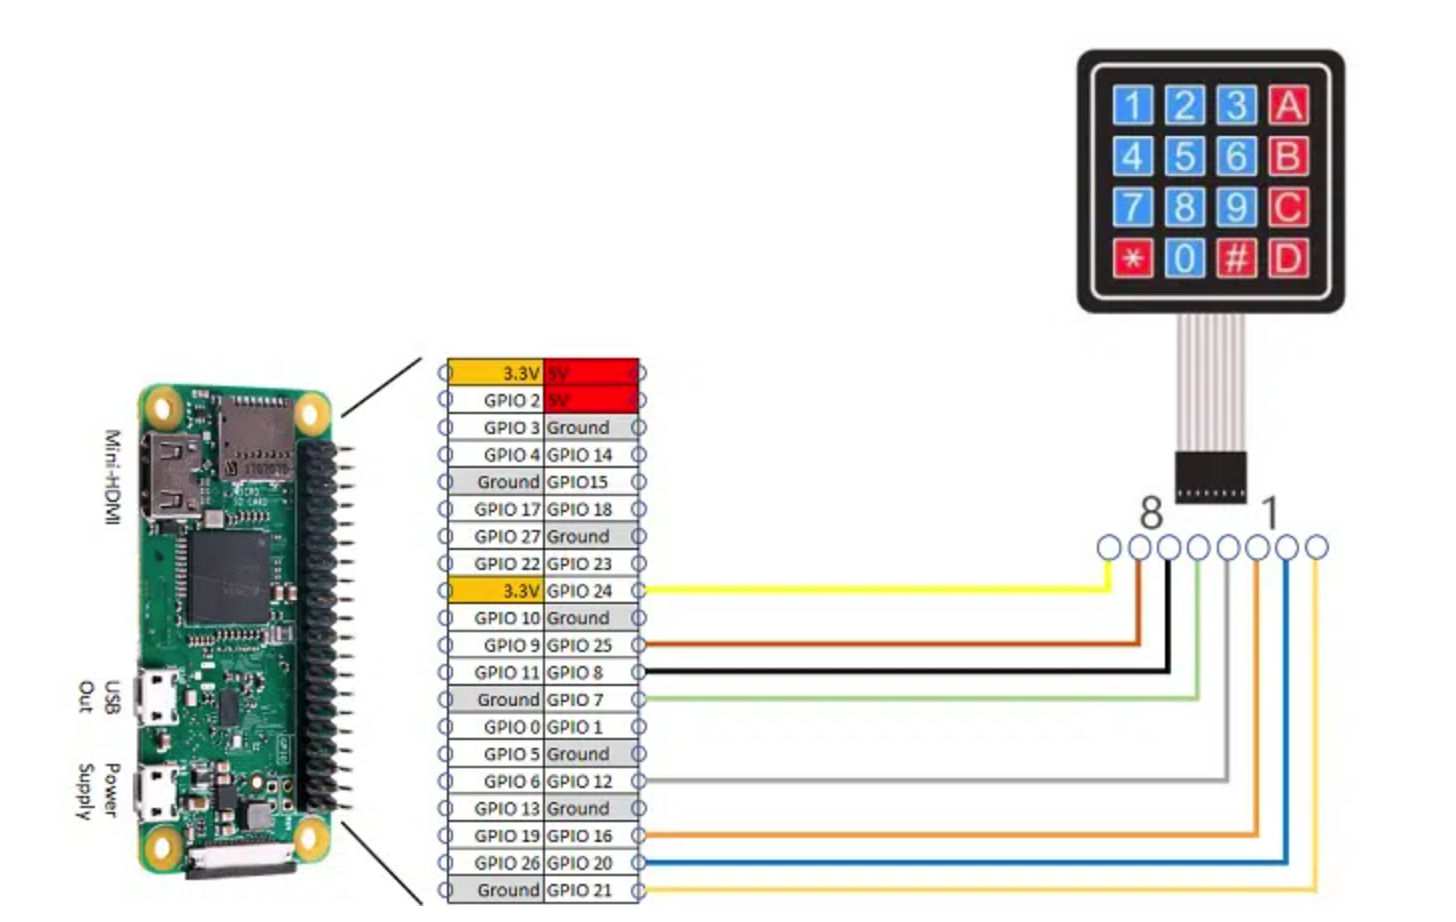 1 2 3 A
4 5 6 B
7 8 9 C
* 0 # D
8 1
Mini-HDMI
USB
Out
Power
Supply
3.3V 5V
GPIO 2 5V
GPIO 3 Ground
GPIO 4 GPIO 14
Ground GPIO15
GPIO 17 GPIO 18
GPIO 27 Ground
GPIO 22 GPIO 23
3.3V GPIO 24
GPIO 10 Ground
GPIO 9 GPIO 25
GPIO 11 GPIO 8
Ground GPIO 7
GPIO 0 GPIO 1
GPIO 5 Ground
GPIO 6 GPIO 12
GPIO 13 Ground
GPIO 19 GPIO 16
GPIO 26 GPIO 20
Ground GPIO 21